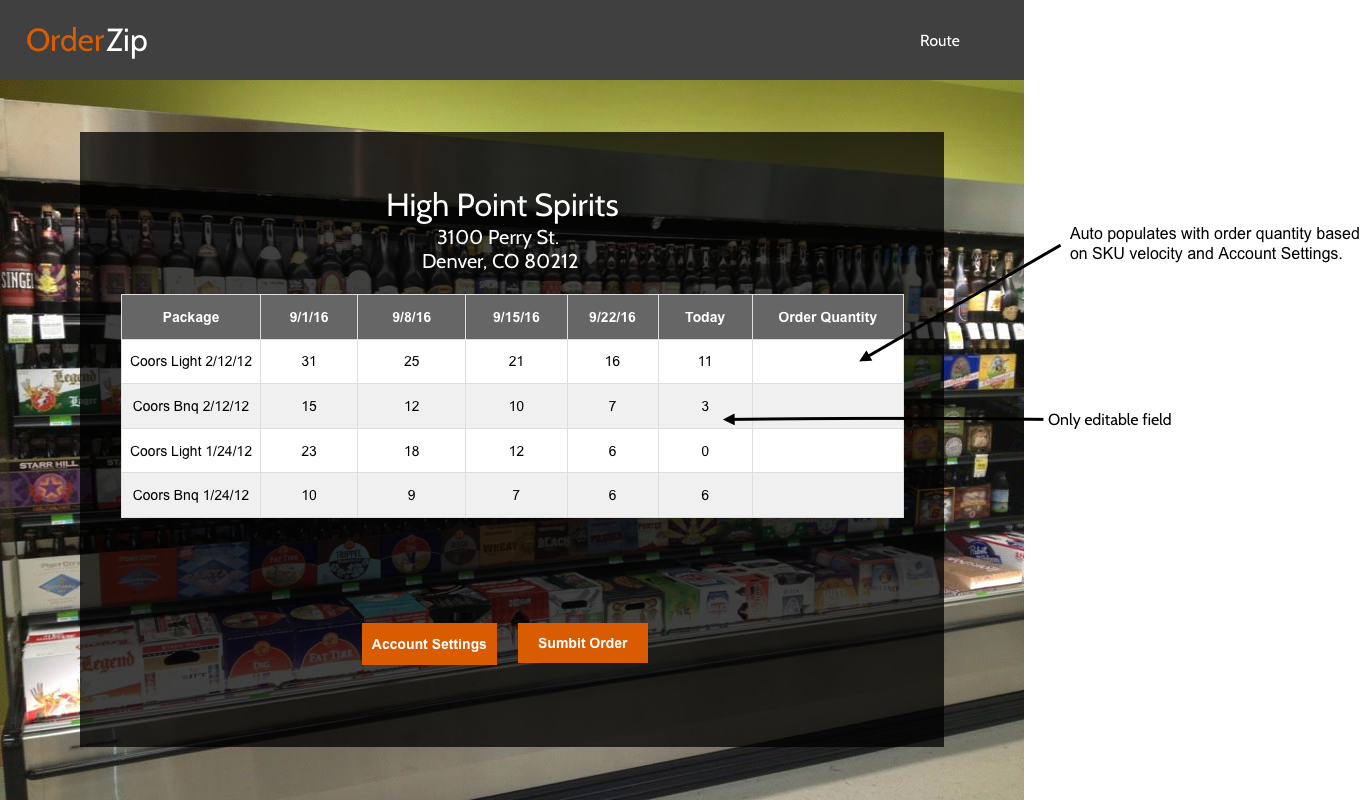 OrderZip
Route
High Point Spirits
3100 Perry St.
Denver, CO 80212
Package 9/1/16 9/8/16 9/15/16 9/22/16 Today Order Quantity
Coors Light 2/12/12 31 25 21 16 11
Coors Bnq 2/12/12 15 12 10 7 3
Coors Light 1/24/12 23 18 12 6 0
Coors Bnq 1/24/12 10 9 7 6 6
Account Settings Sumbit Order
Auto populates with order quantity based
on SKU velocity and Account Settings.
Only editable field
Legend
Lager
STARR HILL
TRIPPEL
WHEAT
BLACK
Legend
DIG
FAT TIRE